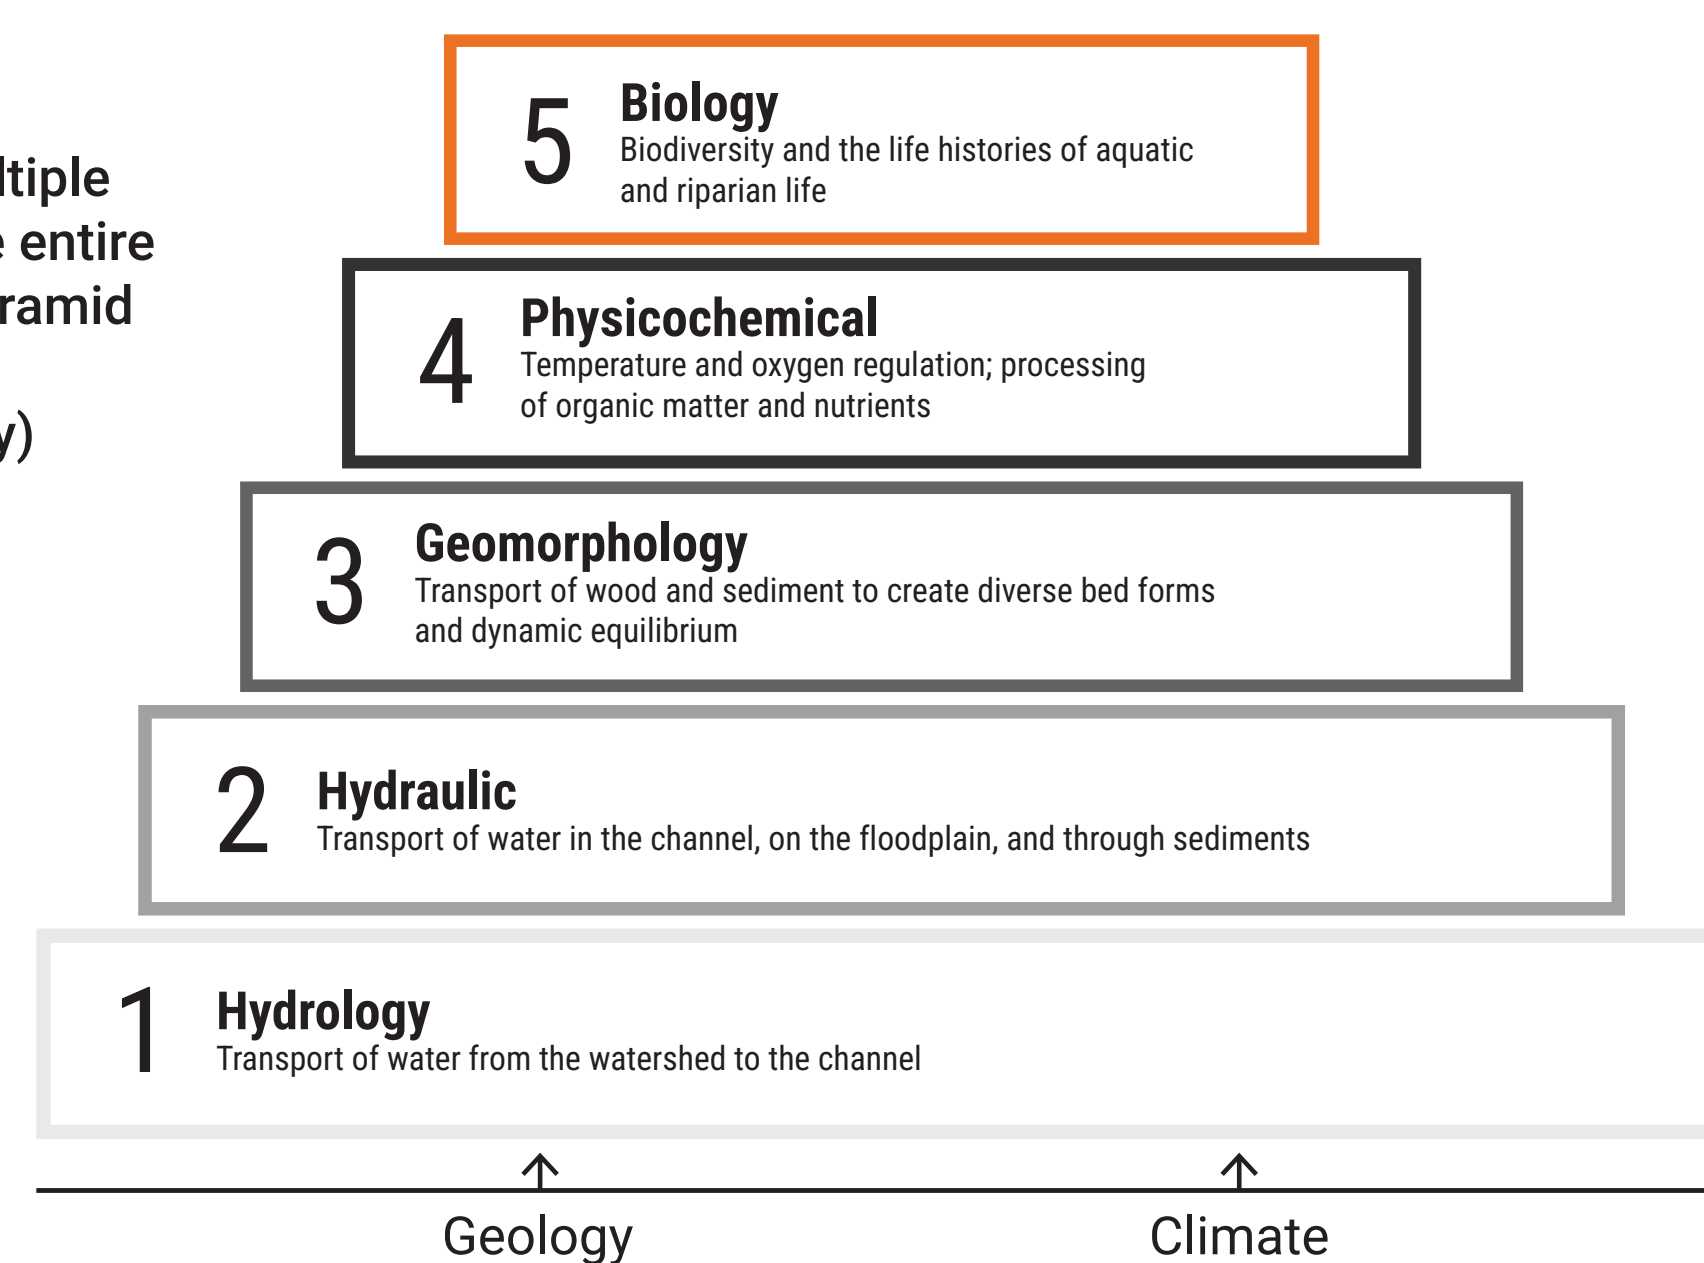 entire
5
Biology
Biodiversity and the life histories of aquatic
and riparian life
4
Physicochemical
Temperature and oxygen regulation; processing
of organic matter and nutrients
3
Geomorphology
Transport of wood and sediment to create diverse bed forms
and dynamic equilibrium
2
Hydraulic
Transport of water in the channel, on the floodplain, and through sediments
1
Hydrology
Transport of water from the watershed to the channel
Geology
Climate